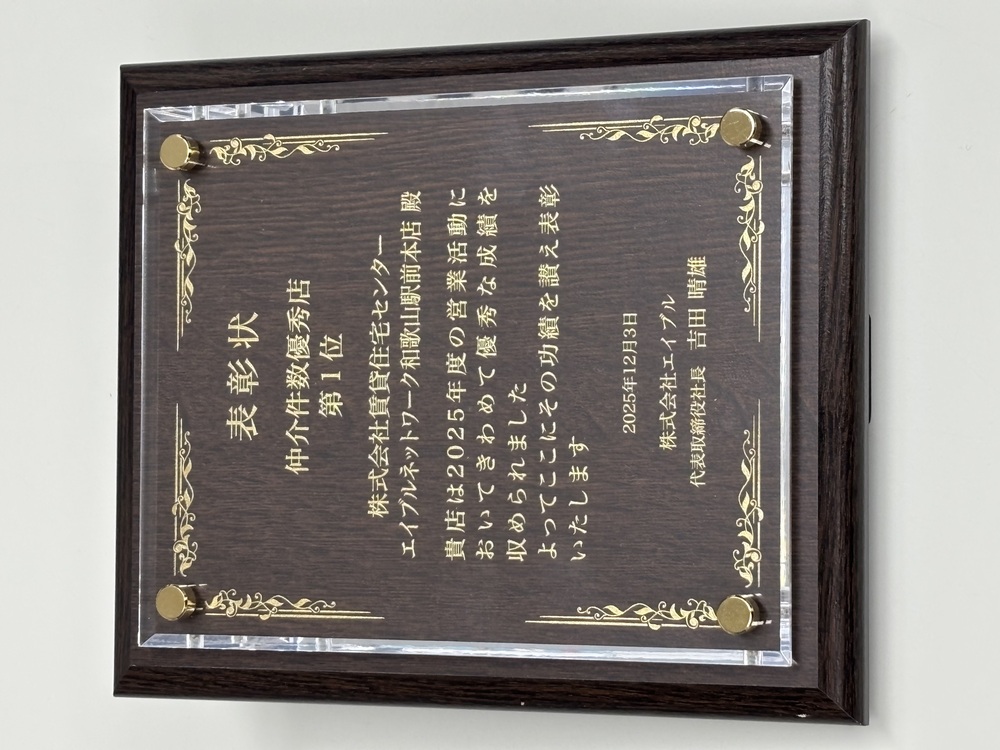 表彰状
仲介件数優秀店
第1位
株式会社賃貸住宅センター
エイブルネットワーク和歌山駅前本店 殿
貴店は2025年度の営業活動に
おいてきわめて優秀な成績を
収められました
よってここにその功績を讃え表彰
いたします
2025年12月3日
株式会社エイブル
代表取締役社長 吉田 晴雄